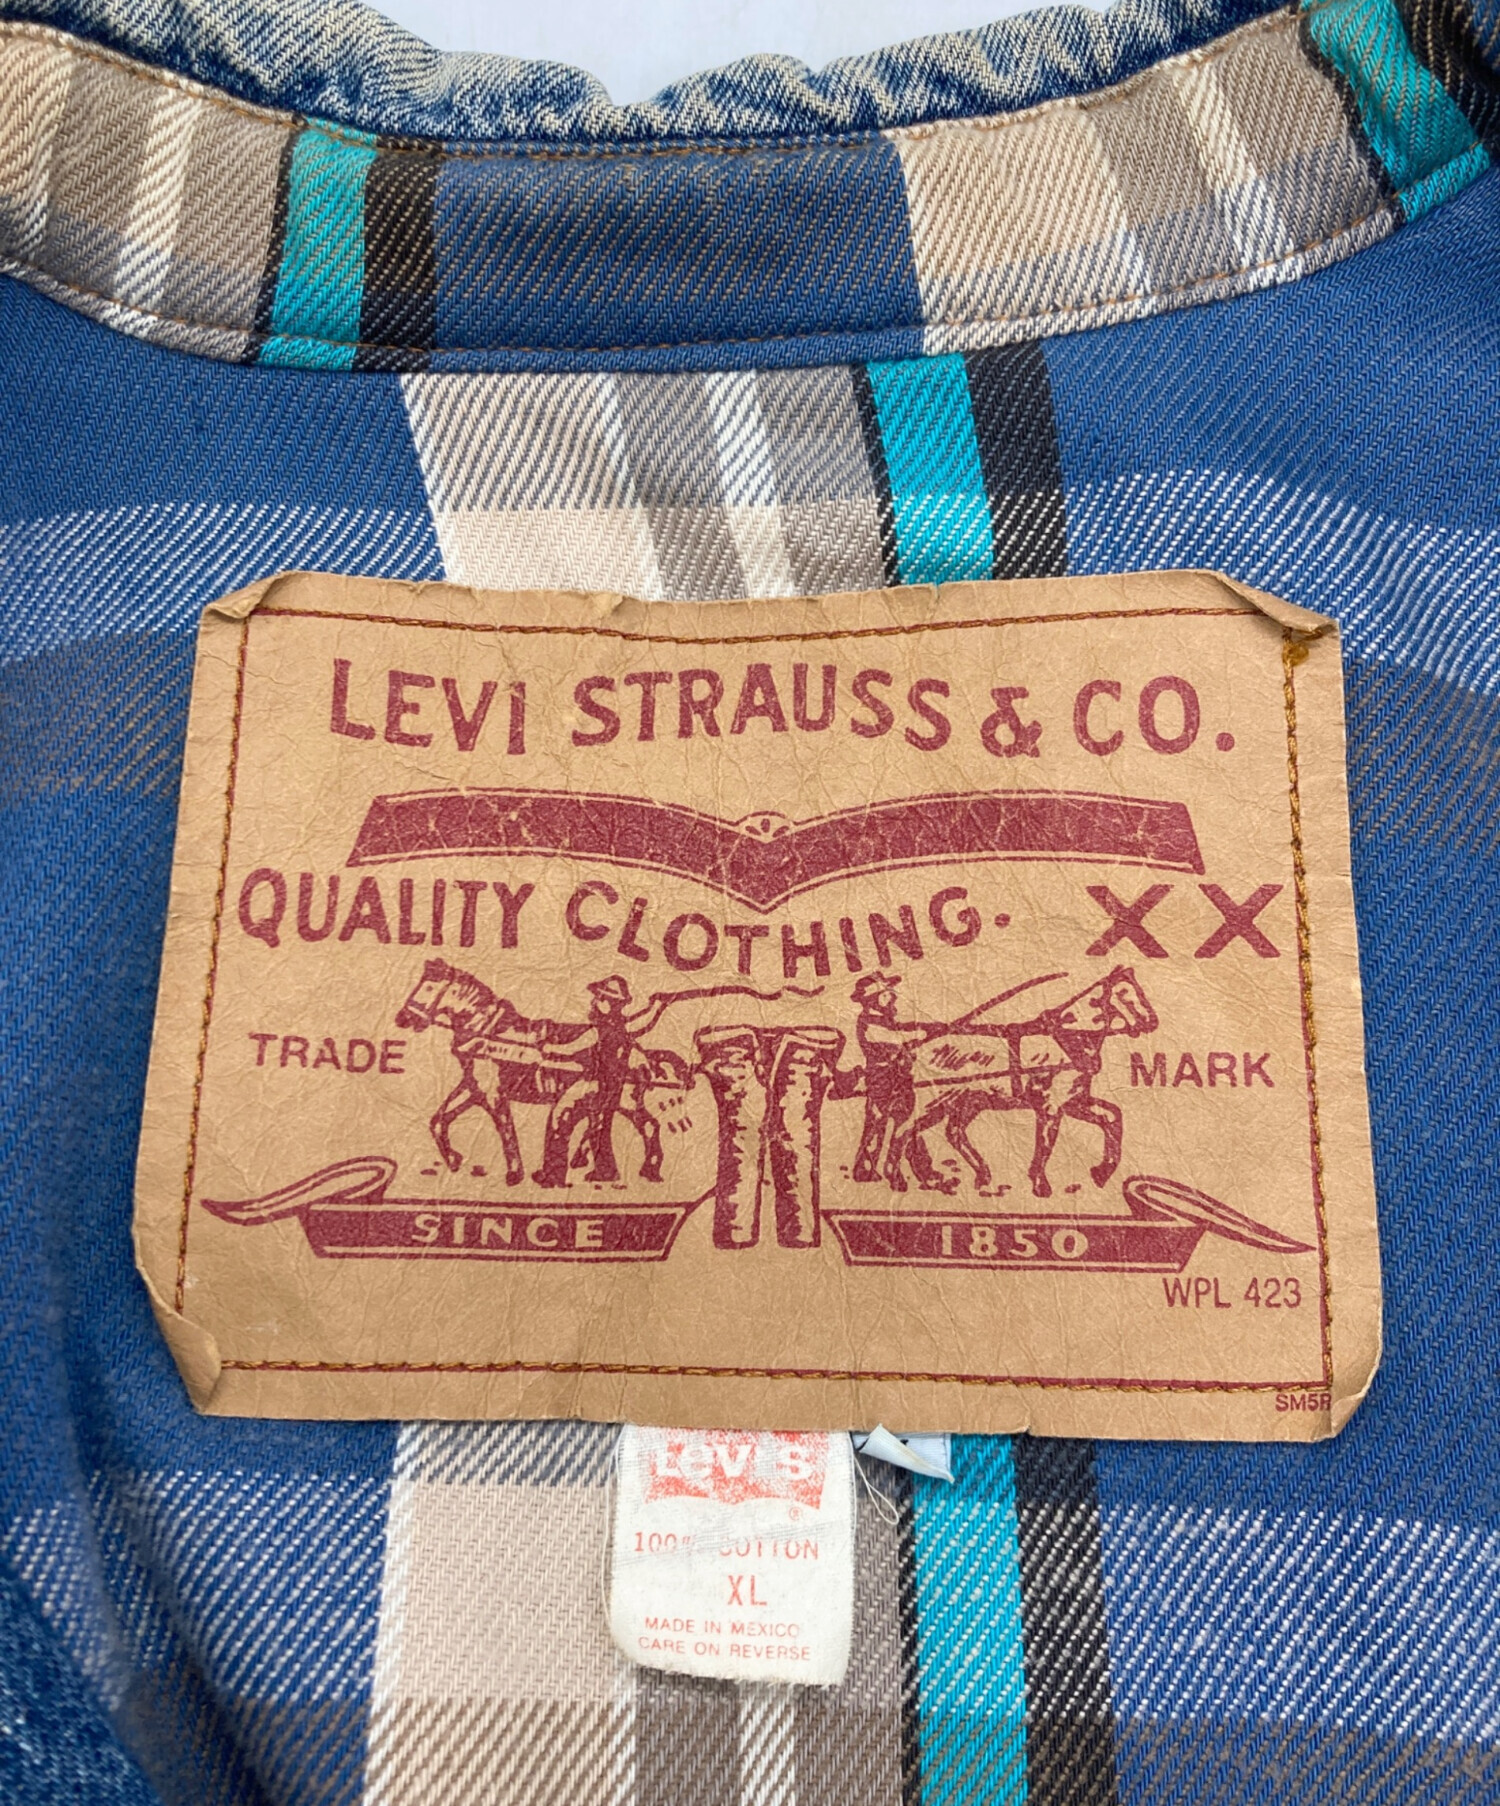 LEVI STRAUSS & CO.
QUALITY CLOTHING. XX
TRADE MARK
SINCE 1850
WPL 423
SM5R
Levi's
®
100% COTTON
XL
MADE IN MEXICO
CARE ON REVERSE